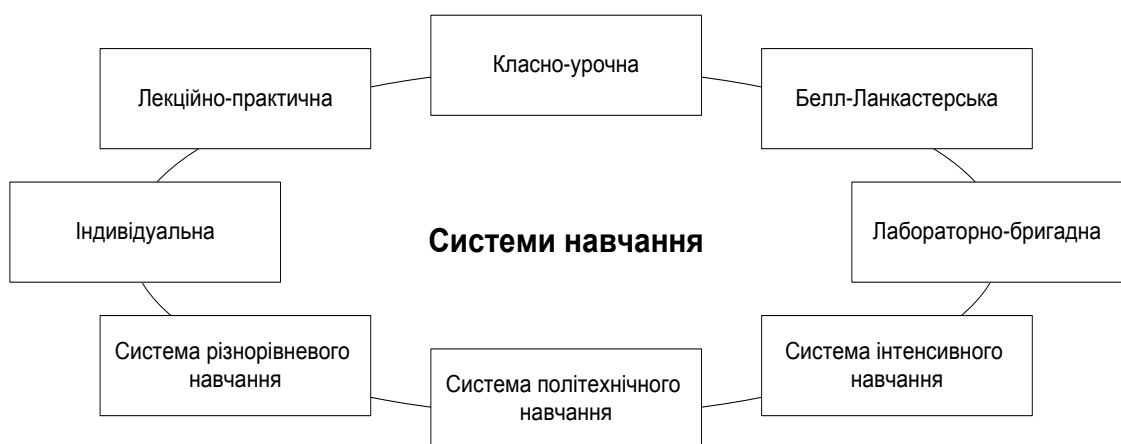 Класно-урочна
Лекційно-практична
Белл-Ланкастерська
Індивідуальна
Системи навчання
Лабораторно-бригадна
Система різнорівневого
навчання
Система політехнічного
навчання
Система інтенсивного
навчання